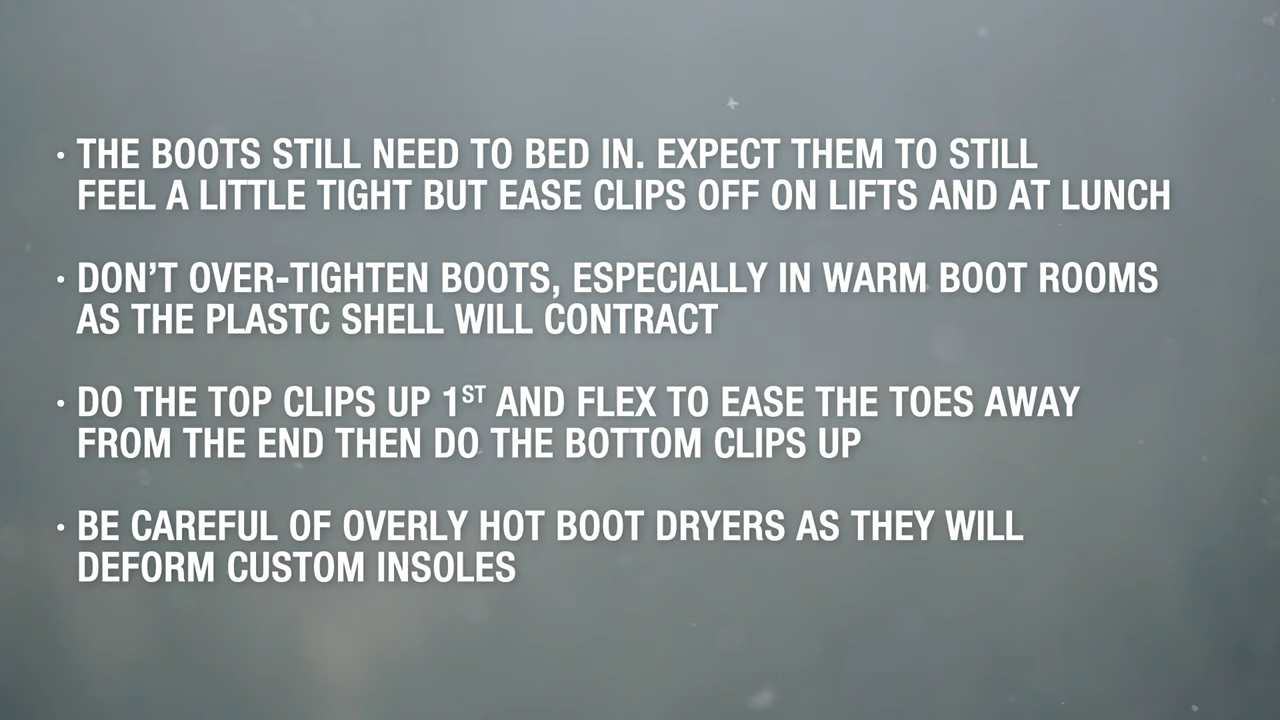 · THE BOOTS STILL NEED TO BED IN. EXPECT THEM TO STILL
FEEL A LITTLE TIGHT BUT EASE CLIPS OFF ON LIFTS AND AT LUNCH
· DON’T OVER-TIGHTEN BOOTS, ESPECIALLY IN WARM BOOT ROOMS
AS THE PLASTC SHELL WILL CONTRACT
· DO THE TOP CLIPS UP 1ST AND FLEX TO EASE THE TOES AWAY
FROM THE END THEN DO THE BOTTOM CLIPS UP
· BE CAREFUL OF OVERLY HOT BOOT DRYERS AS THEY WILL
DEFORM CUSTOM INSOLES